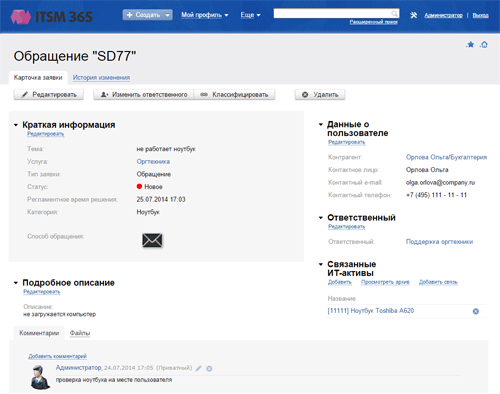 ITSM 365
Создать
Мой профиль
Еще
Расширенный поиск
Администратор | Выход
Обращение "SD77"
Карточка заявки
История изменения
Редактировать
Изменить ответственного
Классифицировать
Удалить
Краткая информация
Редактировать
Тема: не работает ноутбук
Услуга: Оргтехника
Тип заявки: Обращение
Статус: Новое
Регламентное время решения: 25.07.2014 17:03
Категория: Ноутбук
Способ обращения:
Подробное описание
Редактировать
Описание:
не загружается компьютер
Данные о
пользователе
Редактировать
Контрагент: Орлова Ольга/Бухгалтерия
Контактное лицо: Орлова Ольга
Контактный e-mail: olga.orlova@company.ru
Контактный телефон: +7 (495) 111 - 11 - 11
Ответственный
Редактировать
Ответственный: Поддержка оргтехники
Связанные
ИТ-активы
Добавить Просмотреть архив Добавить связь
Название
[11111] Ноутбук Toshiba A620
Комментарии
Файлы
Добавить комментарий
Администратор, 24.07.2014 17:05 (Приватный)
проверка ноутбука на месте пользователя